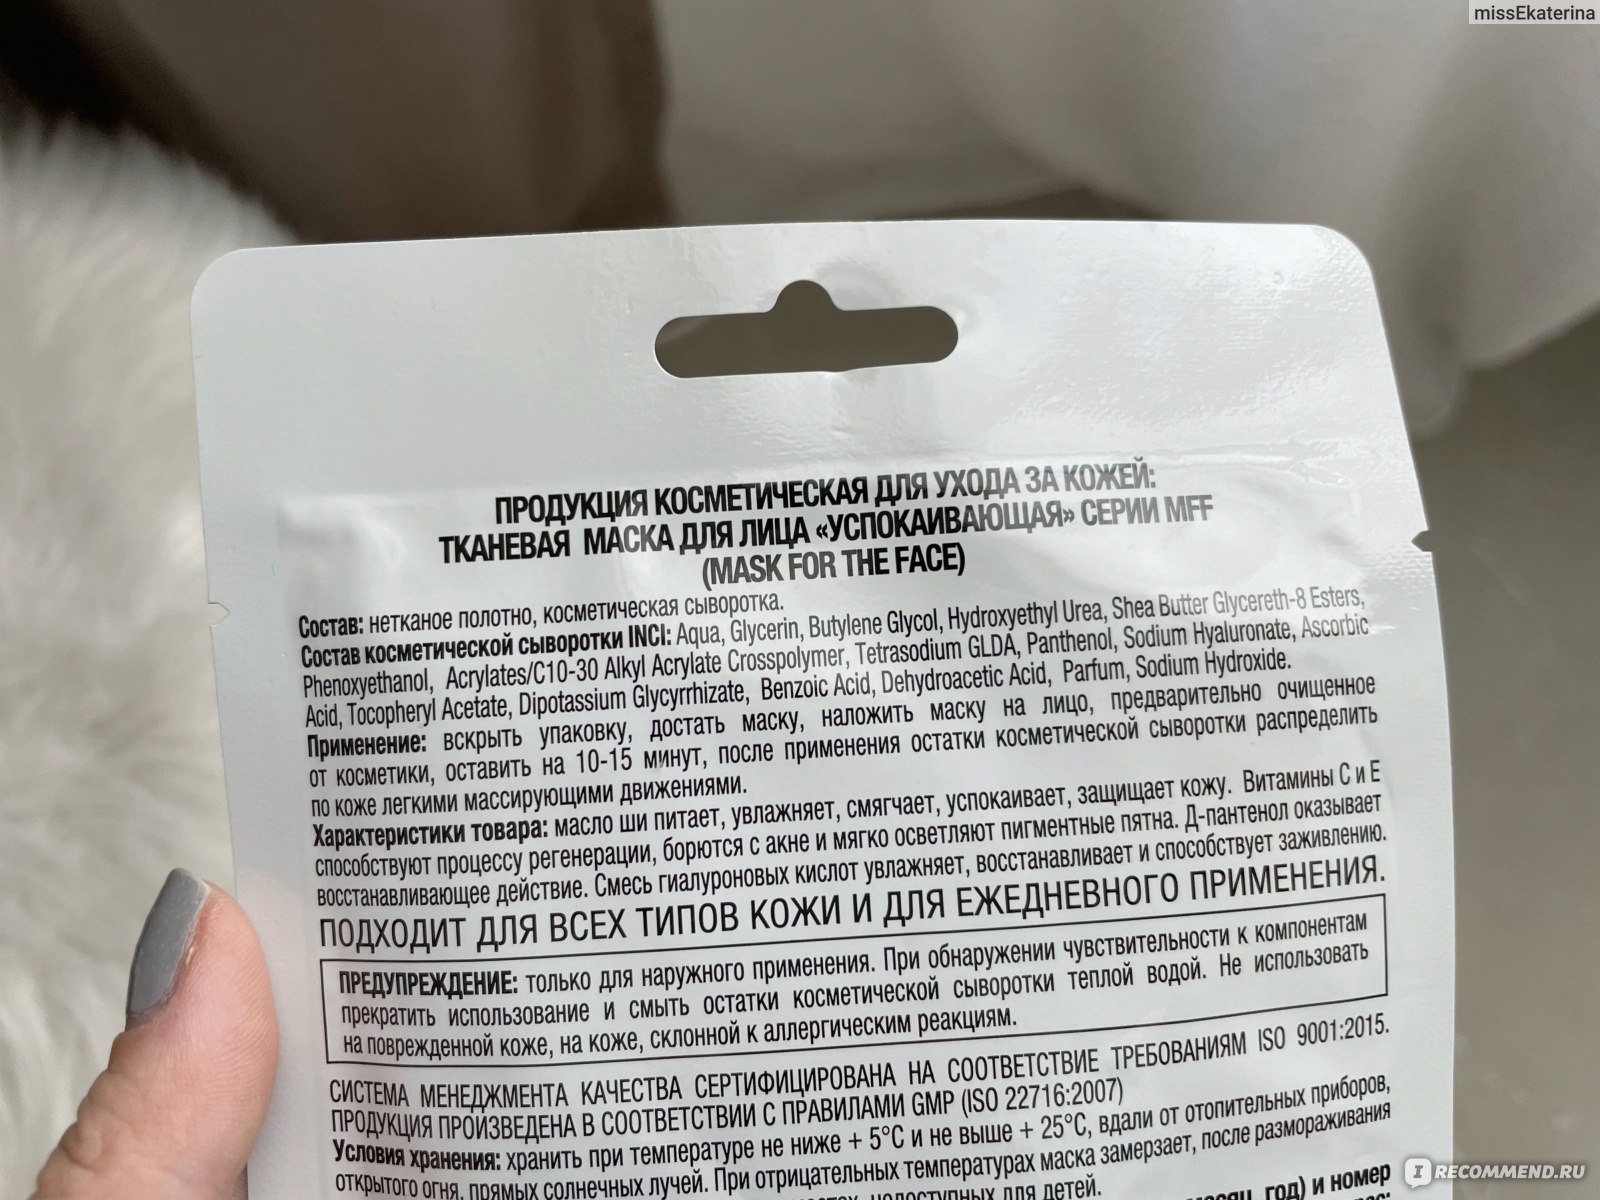 missEkaterina
ПРОДУКЦИЯ КОСМЕТИЧЕСКАЯ ДЛЯ УХОДА ЗА КОЖЕЙ:
ТКАНЕВАЯ МАСКА ДЛЯ ЛИЦА «УСПОКАИВАЮЩАЯ» СЕРИИ MFF
(MASK FOR THE FACE)
Состав: нетканое полотно, косметическая сыворотка.
Состав косметической сыворотки INCI: Aqua, Glycerin, Butylene Glycol, Hydroxyethyl Urea, Shea Butter Glycereth-8 Esters,
Phenoxyethanol, Acrylates/C10-30 Alkyl Acrylate Crosspolymer, Tetrasodium GLDA, Panthenol, Sodium Hyaluronate, Ascorbic
Acid, Tocopheryl Acetate, Dipotassium Glycyrrhizate, Benzoic Acid, Dehydroacetic Acid, Parfum, Sodium Hydroxide.
Применение: вскрыть упаковку, достать маску, наложить маску на лицо, предварительно очищенное
от косметики, оставить на 10-15 минут, после применения остатки косметической сыворотки распределить
по коже легкими массирующими движениями.
Характеристики товара: масло ши питает, увлажняет, смягчает, успокаивает, защищает кожу. Витамины С и Е
способствуют процессу регенерации, борются с акне и мягко осветляют пигментные пятна. Д-пантенол оказывает
восстанавливающее действие. Смесь гиалуроновых кислот увлажняет, восстанавливает и способствует заживлению.
ПОДХОДИТ ДЛЯ ВСЕХ ТИПОВ КОЖИ И ДЛЯ ЕЖЕДНЕВНОГО ПРИМЕНЕНИЯ.
ПРЕДУПРЕЖДЕНИЕ: только для наружного применения. При обнаружении чувствительности к компонентам
прекратить использование и смыть остатки косметической сыворотки теплой водой. Не использовать
на поврежденной коже, на коже, склонной к аллергическим реакциям.
СИСТЕМА МЕНЕДЖМЕНТА КАЧЕСТВА СЕРТИФИЦИРОВАНА НА СООТВЕТСТВИЕ ТРЕБОВАНИЯМ ISO 9001:2015.
ПРОДУКЦИЯ ПРОИЗВЕДЕНА В СООТВЕТСТВИИ С ПРАВИЛАМИ GMP (ISO 22716:2007)
Условия хранения: хранить при температуре не ниже + 5°С и не выше + 25°С, вдали от отопительных приборов,
открытого огня, прямых солнечных лучей. При отрицательных температурах маска замерзает, после размораживания
недоступных для детей.
год) и номер
IRECOMMEND.RU